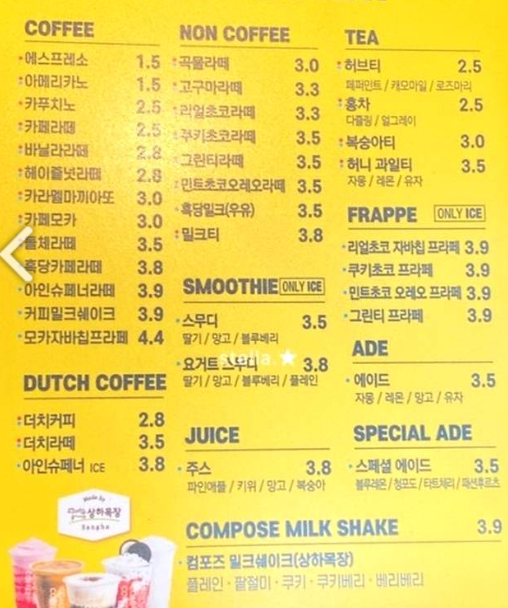 COFFEE
에스프레소 1.5
아메리카노 1.5
카푸치노 2.5
카페라떼 2.5
바닐라라떼 2.8
헤이즐넛라떼 2.8
카라멜마끼아또 3.0
카페모카 3.0
돌체라떼 3.5
흑당카페라떼 3.8
아인슈페너라떼 3.9
커피밀크쉐이크 3.9
모카자바칩프라페 4.4
DUTCH COFFEE
더치커피 2.8
더치라떼 3.5
아인슈페너 ICE 3.8
Made by
상하목장
Sangha
NON COFFEE
곡물라떼 3.0
고구마라떼 3.3
리얼초코라떼 3.3
쿠키초코라떼 3.5
그린티라떼 3.5
민트초코오레오라떼 3.5
흑당밀크(우유) 3.5
밀크티 3.8
SMOOTHIE ONLY ICE
스무디 3.5
딸기 / 망고 / 블루베리
stella.★
요거트 스무디 3.8
딸기 / 망고 / 블루베리 / 플레인
JUICE
주스 3.8
파인애플 / 키위 / 망고 / 복숭아
TEA
허브티 2.5
페퍼민트 / 캐모마일 / 로즈마리
홍차 2.5
다즐링 / 얼그레이
복숭아티 3.0
허니 과일티 3.5
자몽 / 레몬 / 유자
FRAPPE ONLY ICE
리얼초코 자바칩 프라페 3.9
쿠키초코 프라페 3.9
민트초코 오레오 프라페 3.9
그린티 프라페 3.9
ADE
에이드 3.5
자몽 / 레몬 / 망고 / 유자
SPECIAL ADE
스페셜 에이드 3.5
블루레몬 / 청포도 / 타트체리 / 패션후르츠
COMPOSE MILK SHAKE 3.9
컴포즈 밀크쉐이크(상하목장)
플레인 · 팥절미 · 쿠키 · 쿠키베리 · 베리베리